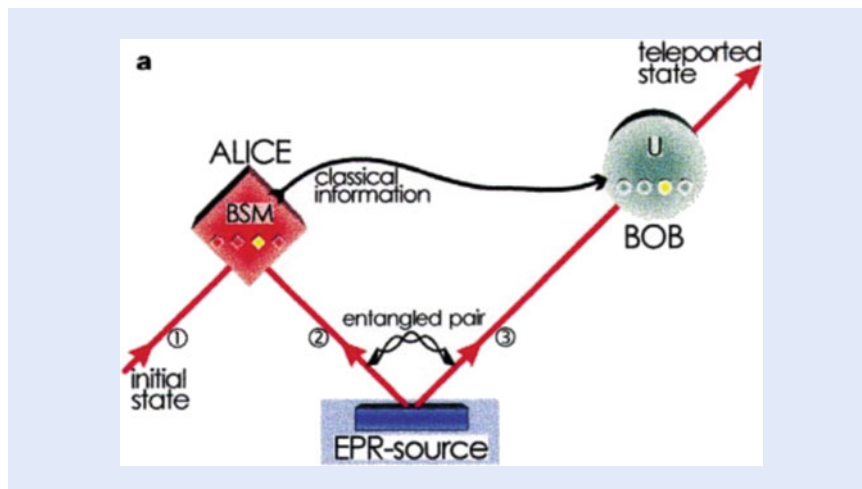 a
teleported
state
ALICE
U
classical
information
BSM
BOB
entangled pair
①
②
③
initial
state
EPR-source